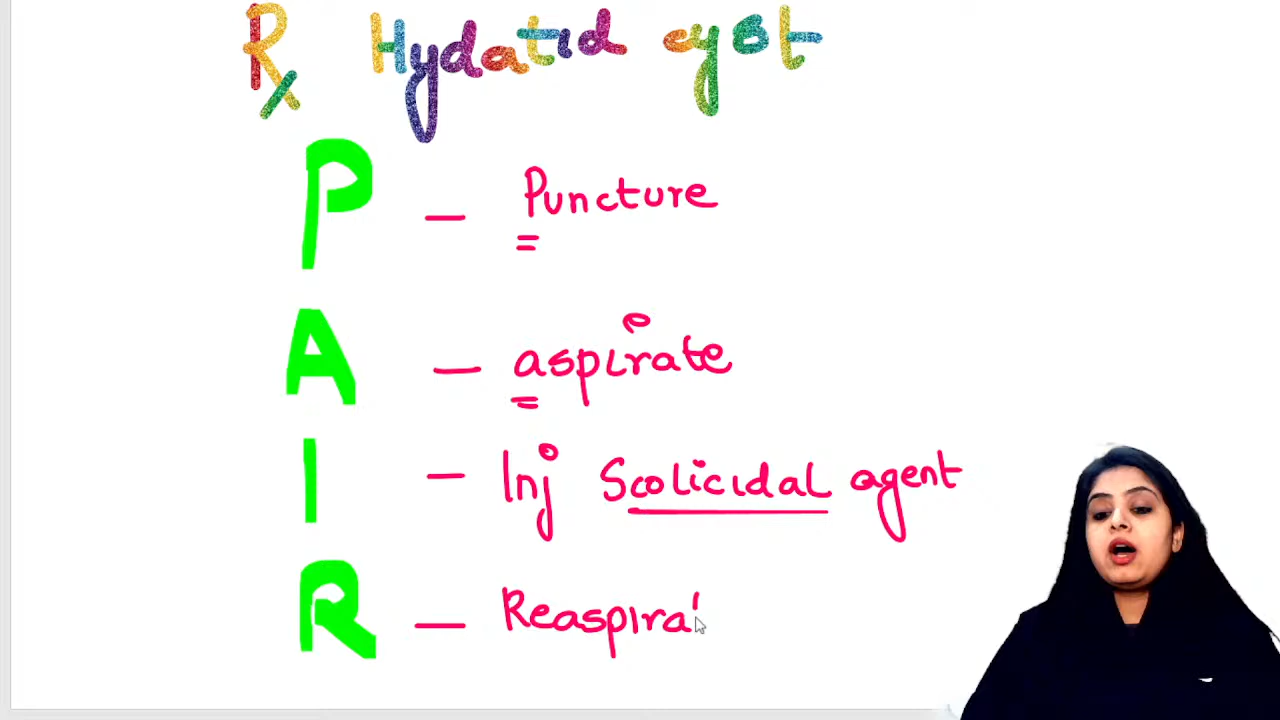 Rx Hydatid cyst
P – Puncture
A – aspirate
I – Inj Scolicidal agent
R – Reaspira